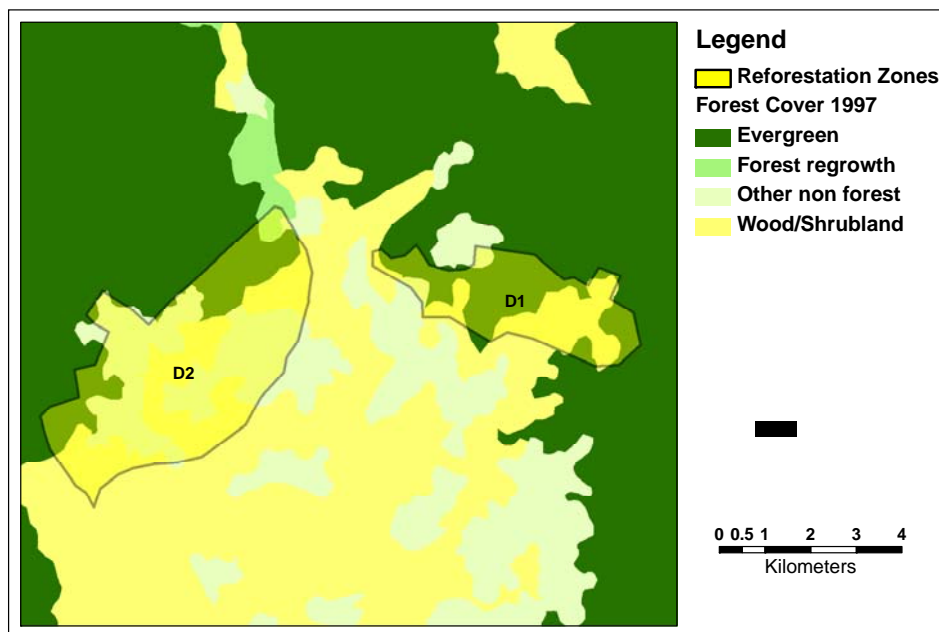 Legend
Reforestation Zones
Forest Cover 1997
Evergreen
Forest regrowth
Other non forest
Wood/Shrubland
D1
D2
0 0.5 1 2 3 4
Kilometers